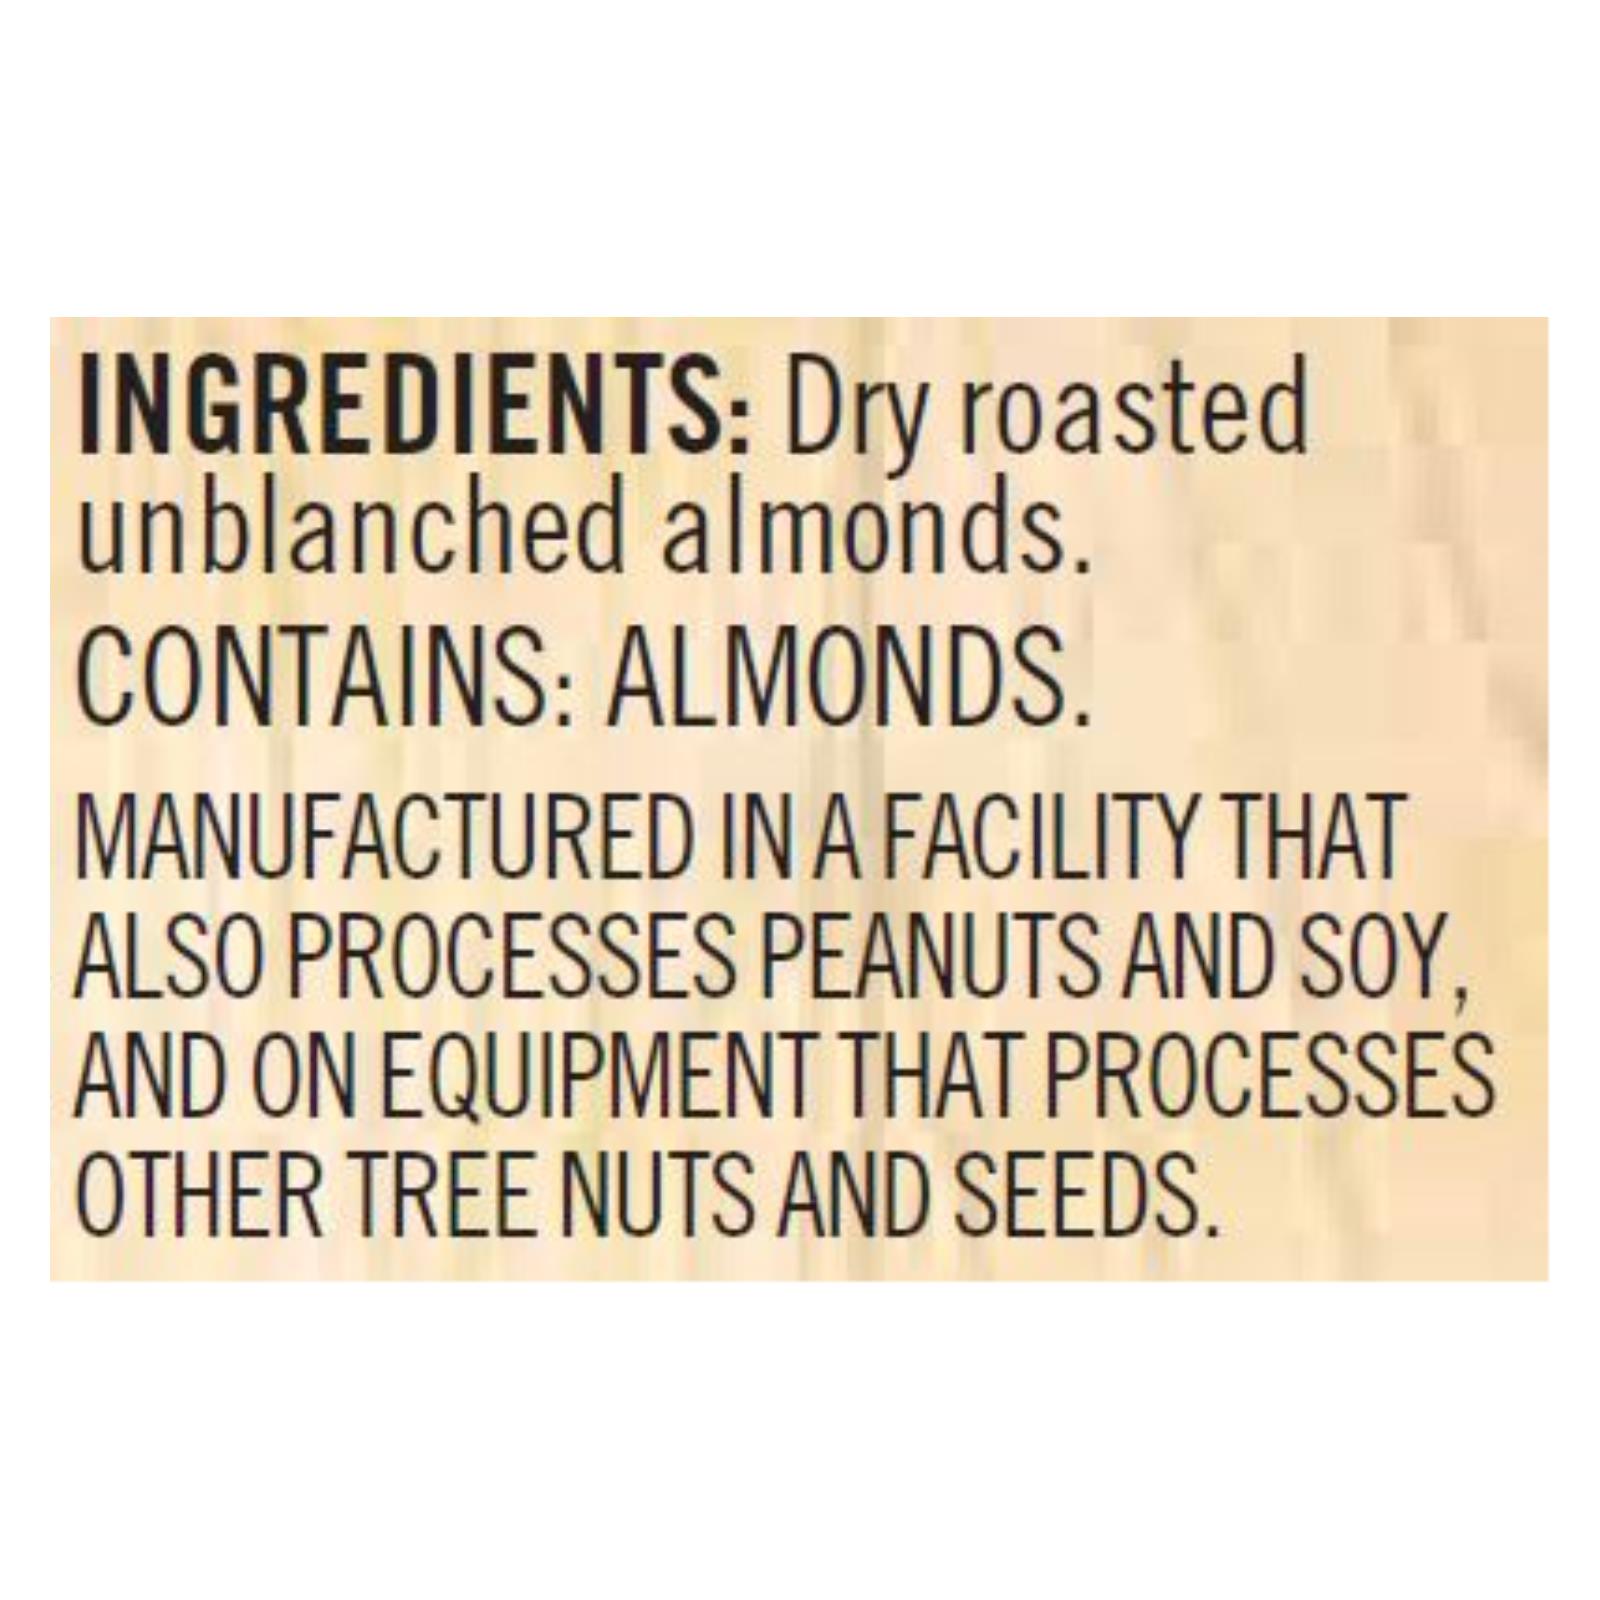 INGREDIENTS: Dry roasted
unblanched almonds.
CONTAINS: ALMONDS.
MANUFACTURED IN A FACILITY THAT
ALSO PROCESSES PEANUTS AND SOY,
AND ON EQUIPMENT THAT PROCESSES
OTHER TREE NUTS AND SEEDS.